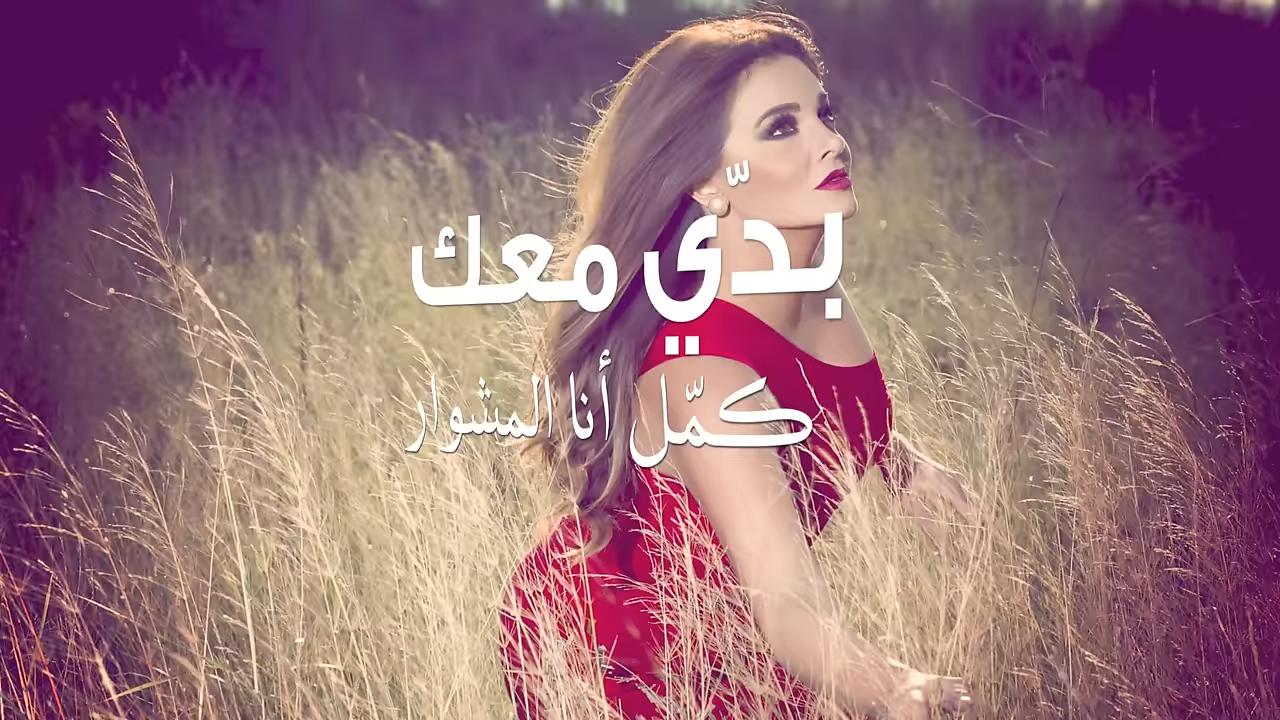 بدّي معك
كمّل أنا المشوار